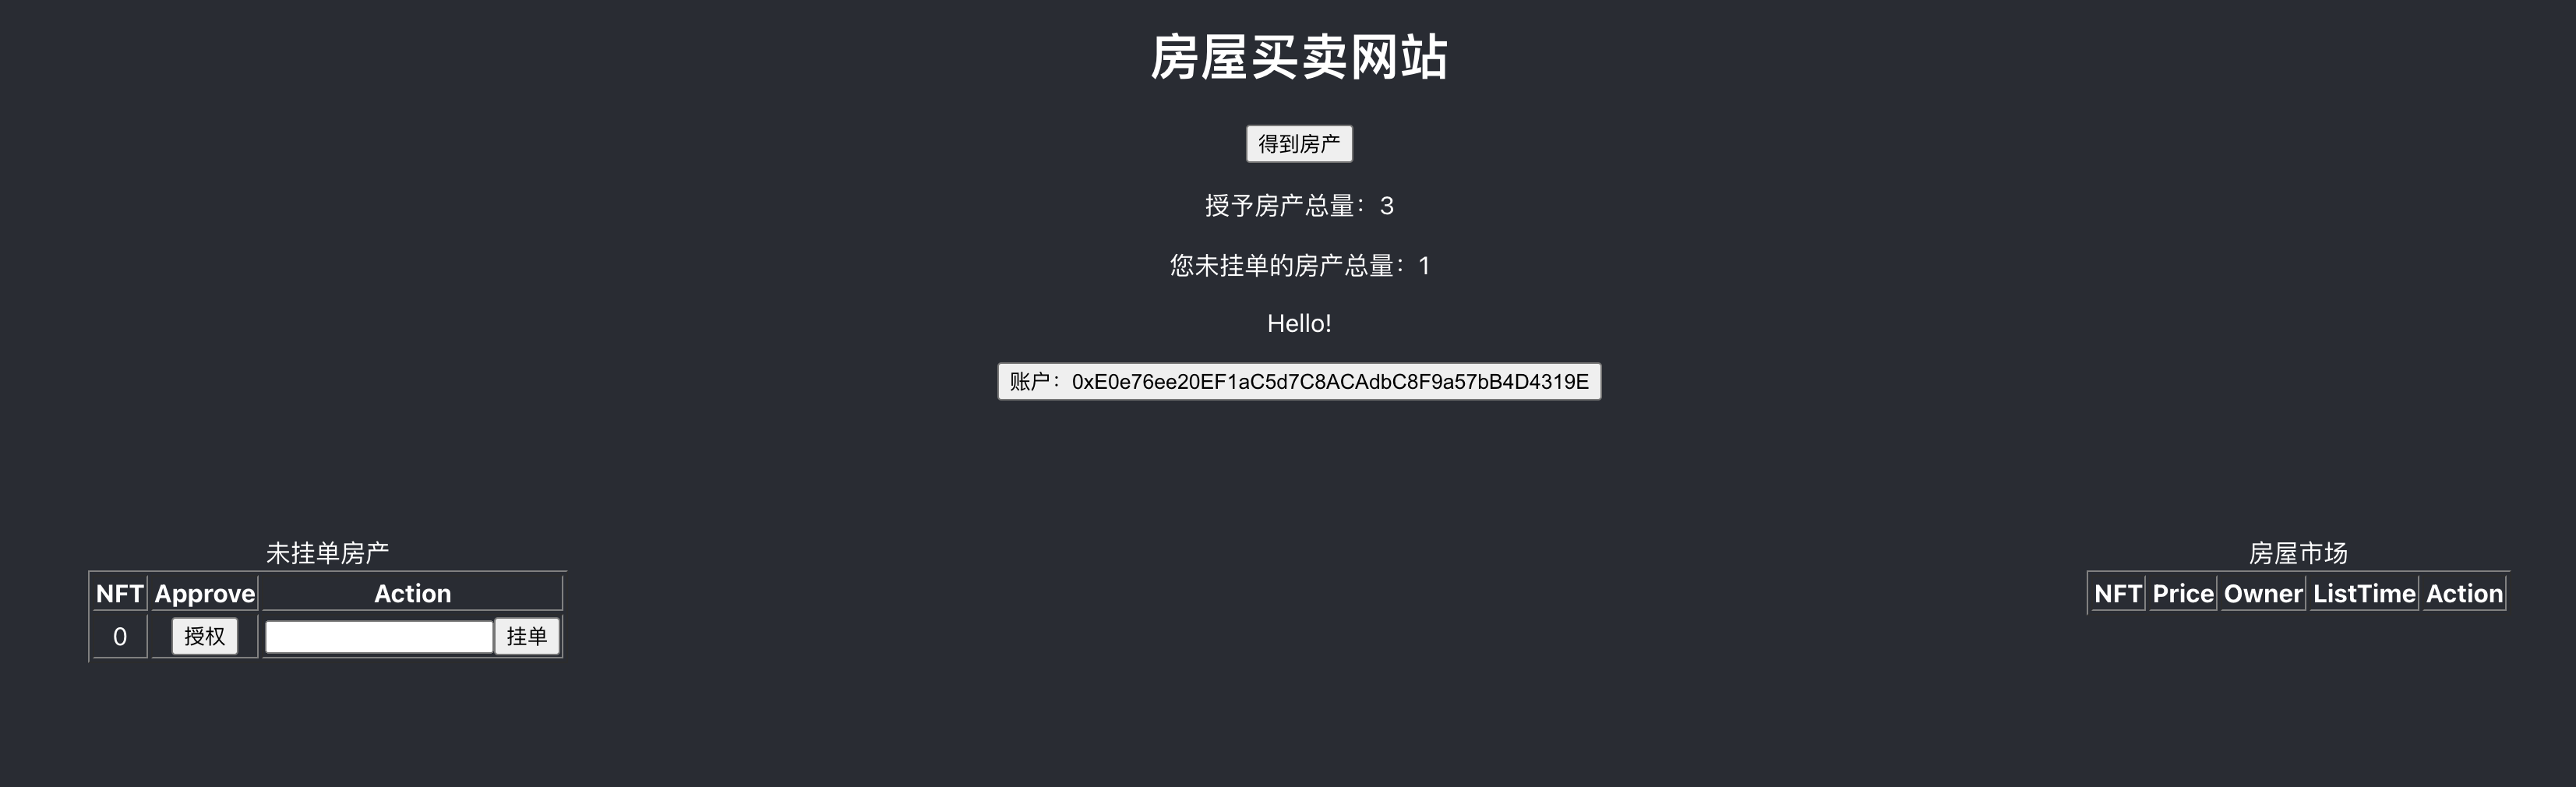 房屋买卖网站
得到房产
授予房产总量：3
您未挂单的房产总量：1
Hello!
账户：0xE0e76ee20EF1aC5d7C8ACAdbC8F9a57bB4D4319E
未挂单房产
NFT Approve Action
0 授权 挂单
房屋市场
NFT Price Owner ListTime Action